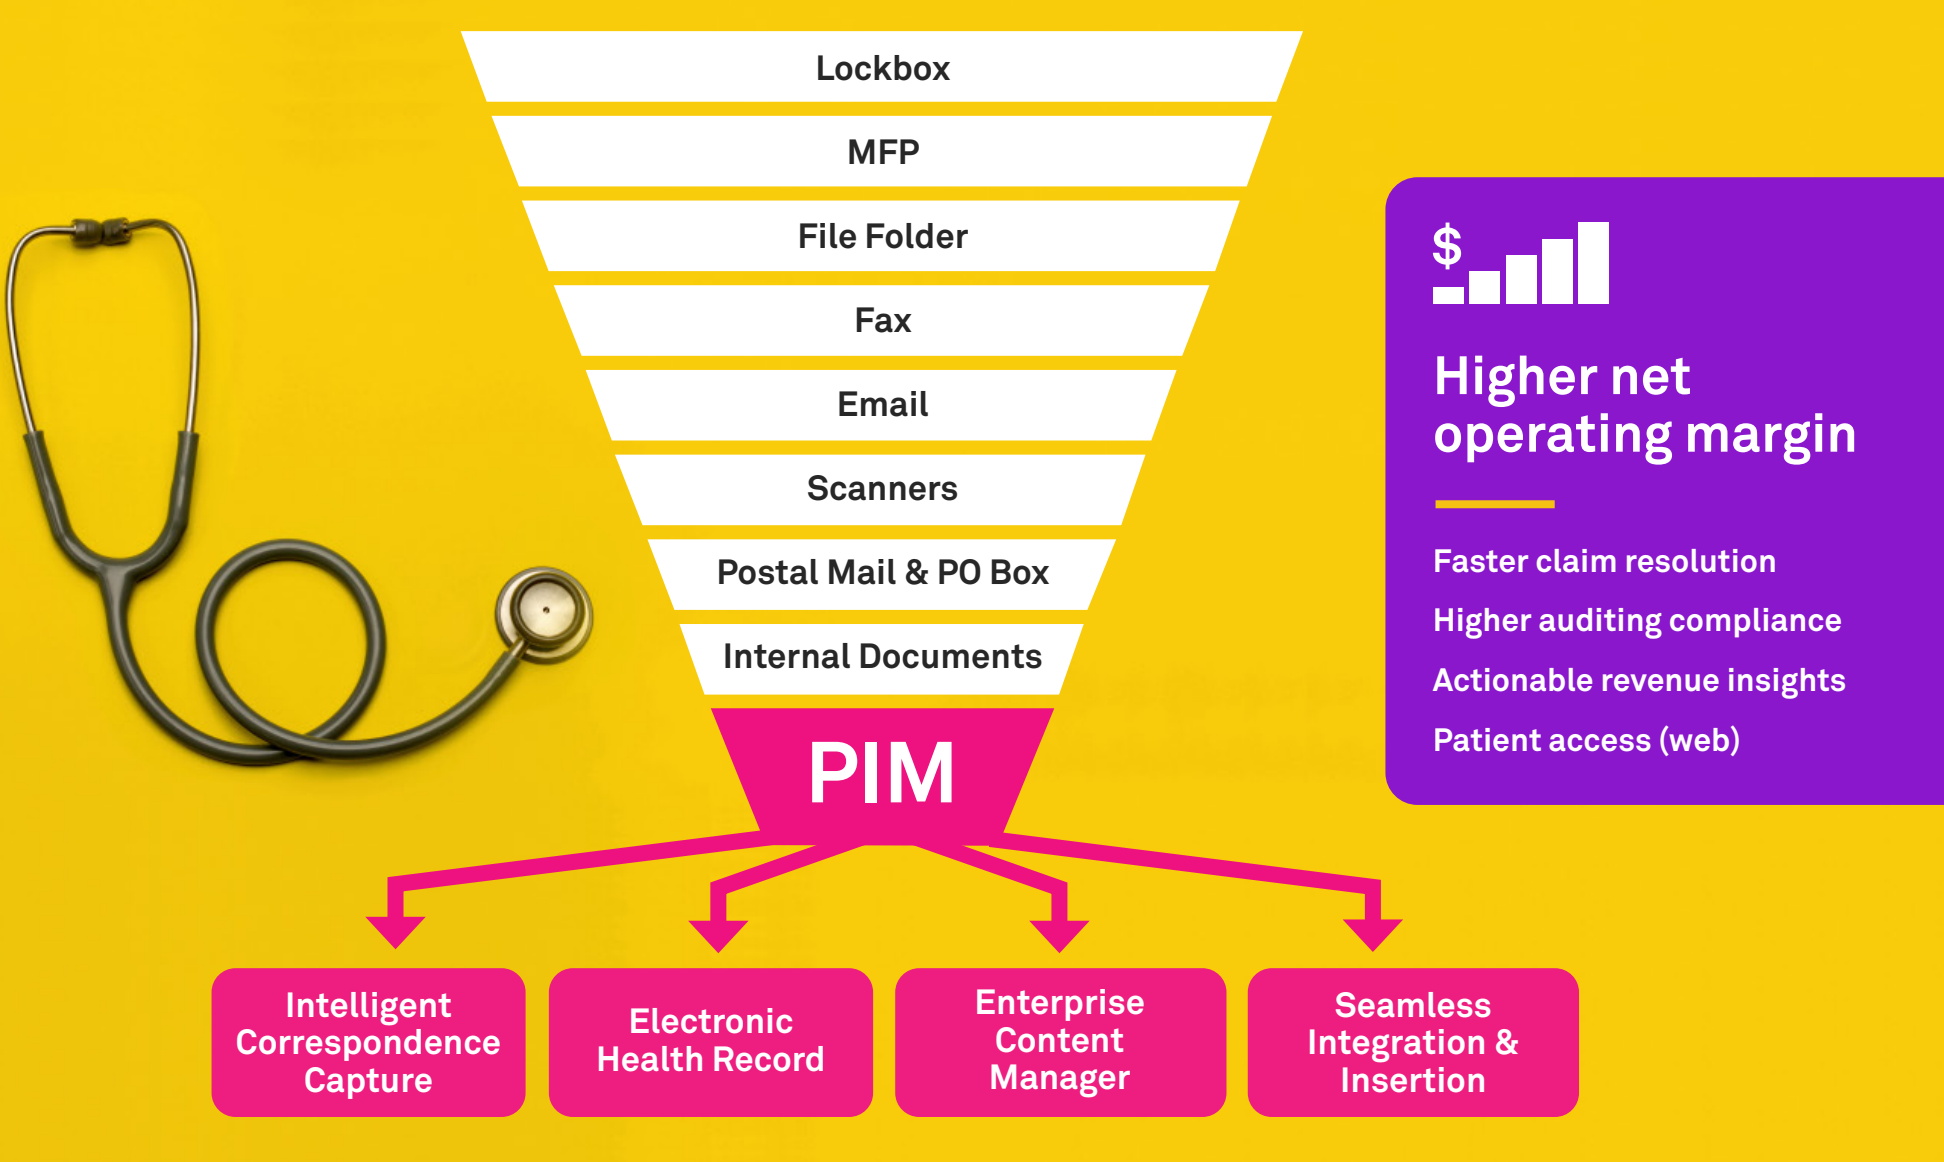 Lockbox
MFP
File Folder
Fax
Email
Scanners
Postal Mail & PO Box
Internal Documents
PIM
Intelligent
Correspondence
Capture
Electronic
Health Record
Enterprise
Content
Manager
Seamless
Integration &
Insertion
$
Higher net
operating margin
Faster claim resolution
Higher auditing compliance
Actionable revenue insights
Patient access (web)